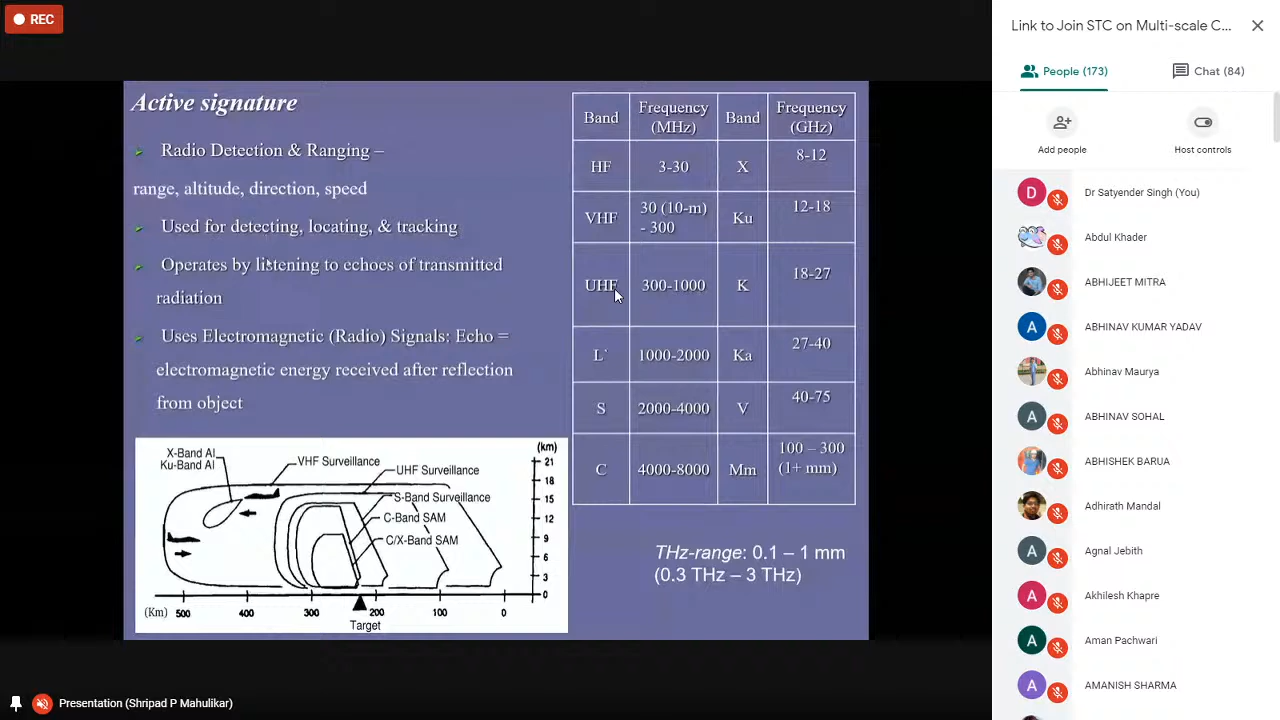 REC
Active signature
Radio Detection & Ranging –
range, altitude, direction, speed
Used for detecting, locating, & tracking
Operates by listening to echoes of transmitted
radiation
Uses Electromagnetic (Radio) Signals: Echo =
electromagnetic energy received after reflection
from object
Band Frequency (MHz) Band Frequency (GHz)
HF 3-30 X 8-12
VHF 30 (10-m) - 300 Ku 12-18
UHF 300-1000 K 18-27
L` 1000-2000 Ka 27-40
S 2000-4000 V 40-75
C 4000-8000 Mm 100 – 300 (1+ mm)
THz-range: 0.1 – 1 mm
(0.3 THz – 3 THz)
X-Band AI
Ku-Band AI
VHF Surveillance
UHF Surveillance
S-Band Surveillance
C-Band SAM
C/X-Band SAM
(km)
21
18
15
12
9
6
3
0
(Km) 500 400 300 200 100 0
Target
Presentation (Shripad P Mahulikar)
Link to Join STC on Multi-scale C...
People (173) Chat (84)
Add people Host controls
D Dr Satyender Singh (You)
Abdul Khader
ABHIJEET MITRA
A ABHINAV KUMAR YADAV
Abhinav Maurya
A ABHINAV SOHAL
ABHISHEK BARUA
Adhirath Mandal
A Agnal Jebith
A Akhilesh Khapre
A Aman Pachwari
A AMANISH SHARMA